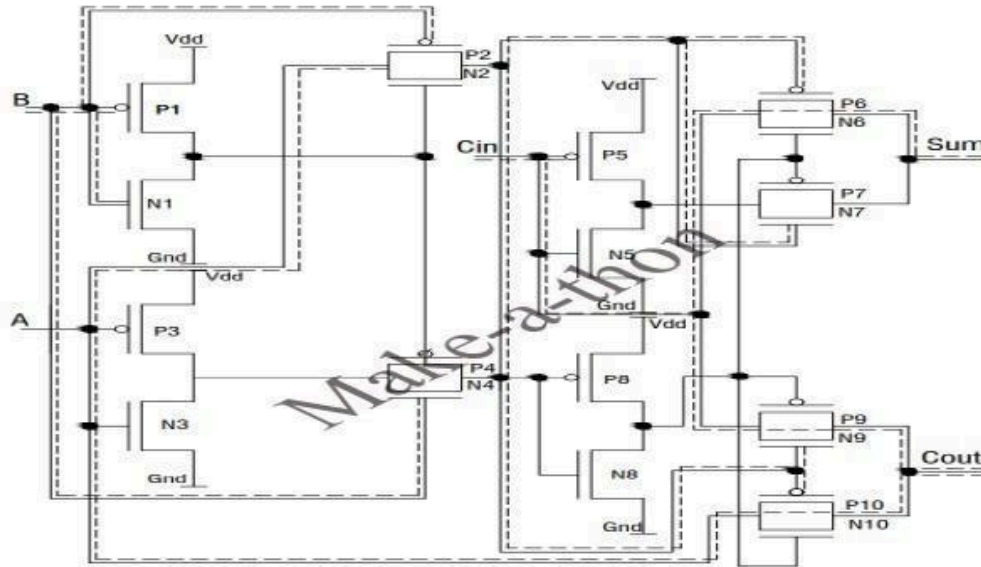 Vdd
P2
N2
B
P1
Vdd
P6
N6
Cin
P5
Sum
N1
P7
N7
N5
Gnd
Vdd
Gnd
Vdd
A
P3
Make-a-thon
P4
N4
P8
N3
P9
N9
Cout
Gnd
N8
P10
N10
Gnd